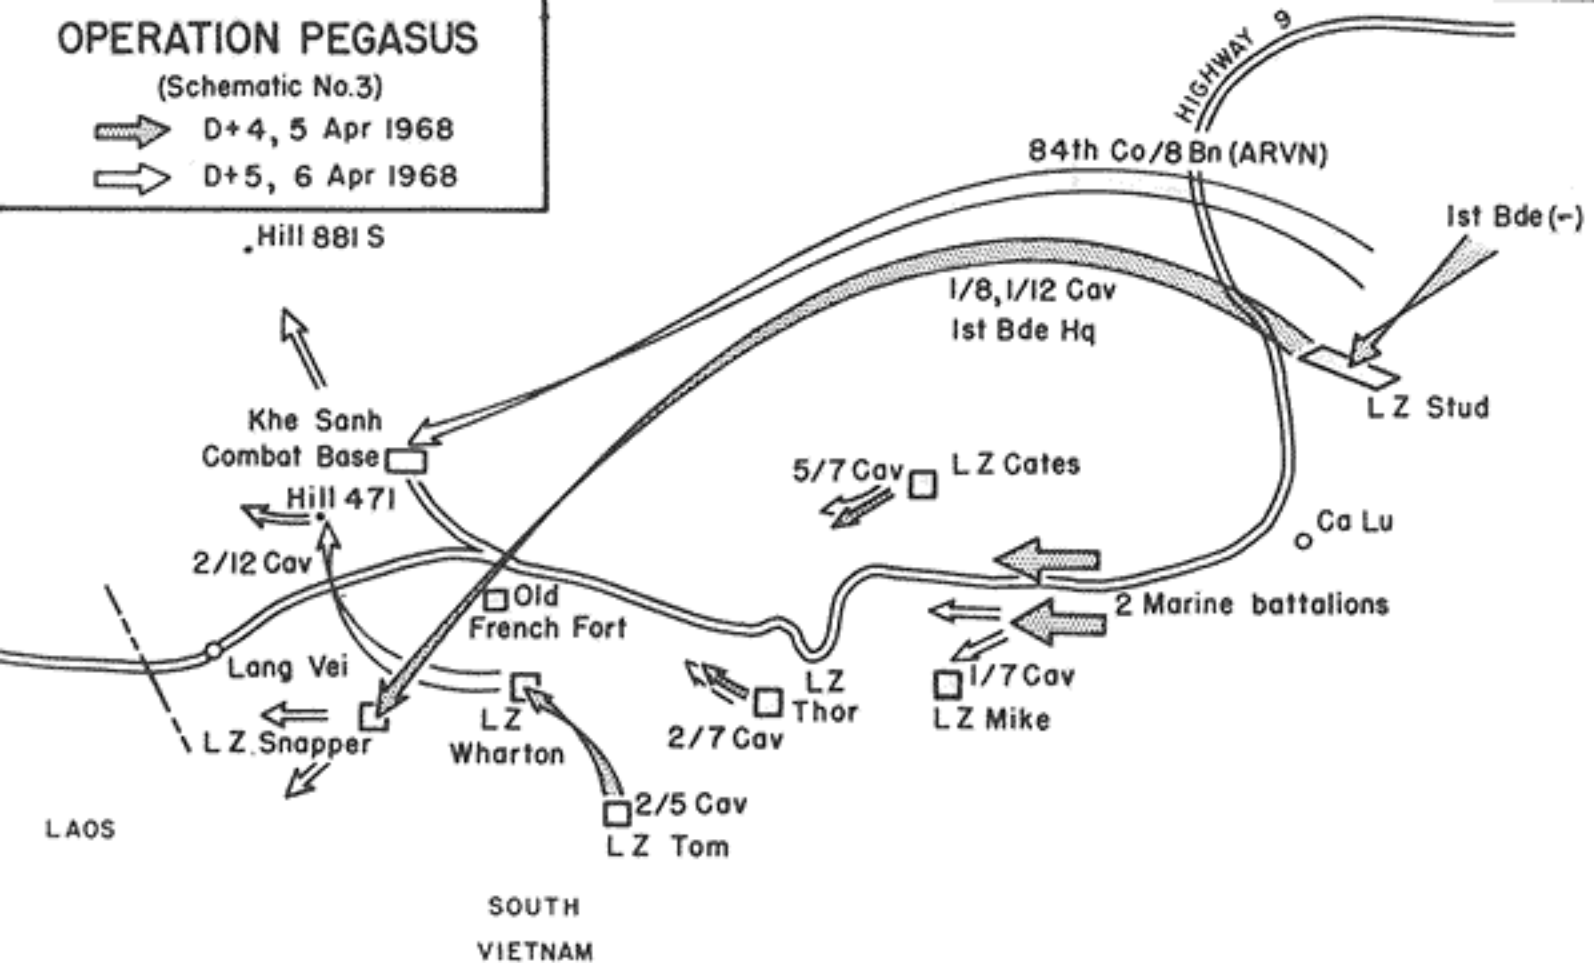 OPERATION PEGASUS
(Schematic No.3)
D+4, 5 Apr 1968
D+5, 6 Apr 1968
HIGHWAY 9
84th Co/8 Bn (ARVN)
1st Bde (-)
Hill 881 S
1/8, 1/12 Cav
1st Bde Hq
LZ Stud
Khe Sanh
Combat Base
5/7 Cav
LZ Cates
Hill 471
Ca Lu
2/12 Cav
Old
French Fort
2 Marine battalions
Lang Vei
1/7 Cav
LZ
Thor
LZ Mike
LZ Snapper
LZ
Wharton
2/7 Cav
2/5 Cav
LZ Tom
LAOS
SOUTH
VIETNAM